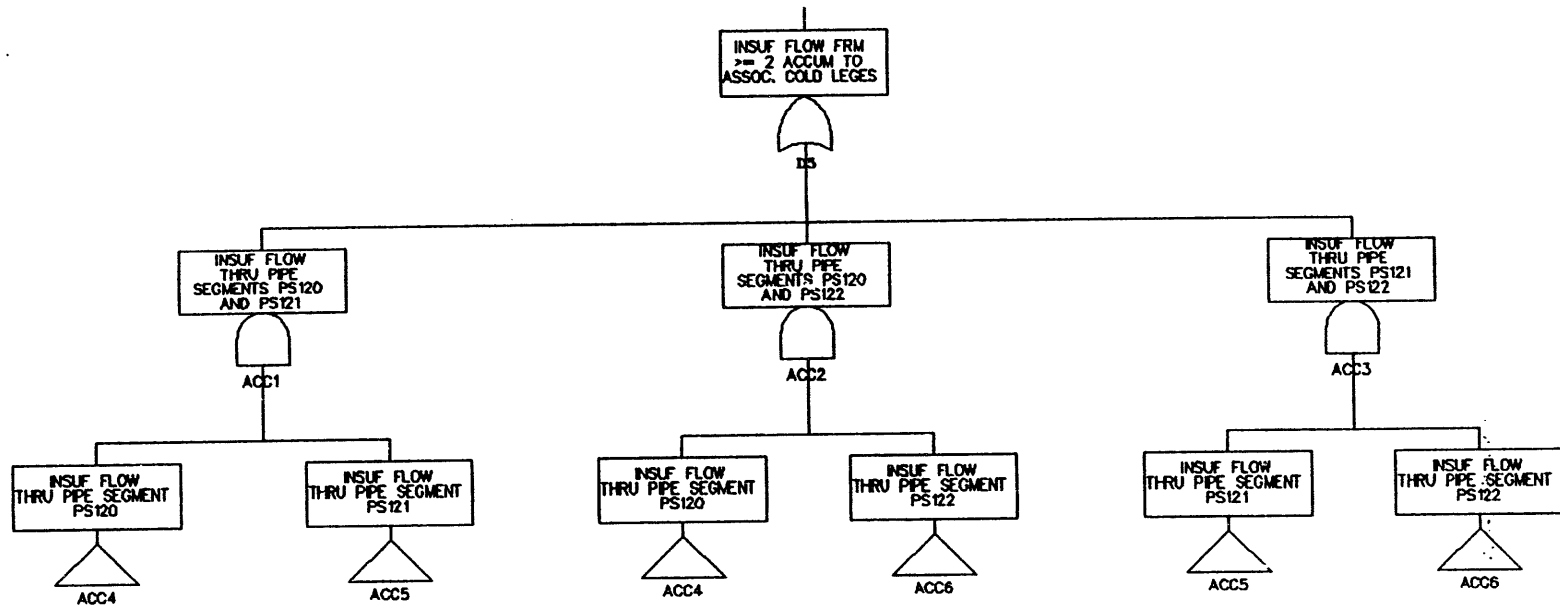 INSUF FLOW FRM
>= 2 ACCUM TO
ASSOC. COLD LEGES
D5
INSUF FLOW
THRU PIPE
SEGMENTS PS120
AND PS121
ACC1
INSUF FLOW
THRU PIPE
SEGMENTS PS120
AND PS122
ACC2
INSUF FLOW
THRU PIPE
SEGMENTS PS121
AND PS122
ACC3
INSUF FLOW
THRU PIPE SEGMENT
PS120
ACC4
INSUF FLOW
THRU PIPE SEGMENT
PS121
ACC5
INSUF FLOW
THRU PIPE SEGMENT
PS120
ACC4
INSUF FLOW
THRU PIPE SEGMENT
PS122
ACC6
INSUF FLOW
THRU PIPE SEGMENT
PS121
ACC5
INSUF FLOW
THRU PIPE SEGMENT
PS122
ACC6